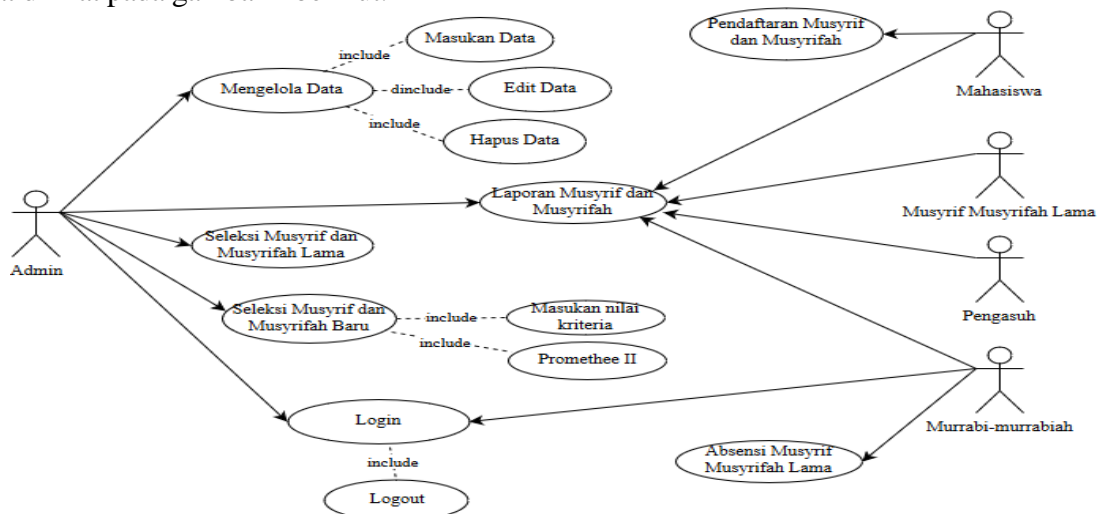 Pendaftaran Musyrif
dan Musyrifah
Mahasiswa
Masukan Data
include
Mengelola Data
dinclude
Edit Data
include
Hapus Data
Laporan Musyrif dan
Musyrifah
Musyrif Musyrifah Lama
Admin
Seleksi Musyrif dan
Musyrifah Lama
Pengasuh
Seleksi Musyrif dan
Musyrifah Baru
include
Masukan nilai
kriteria
include
Promethee II
Murrabi-murrabiah
Login
include
Logout
Absensi Musyrif
Musyrifah Lama